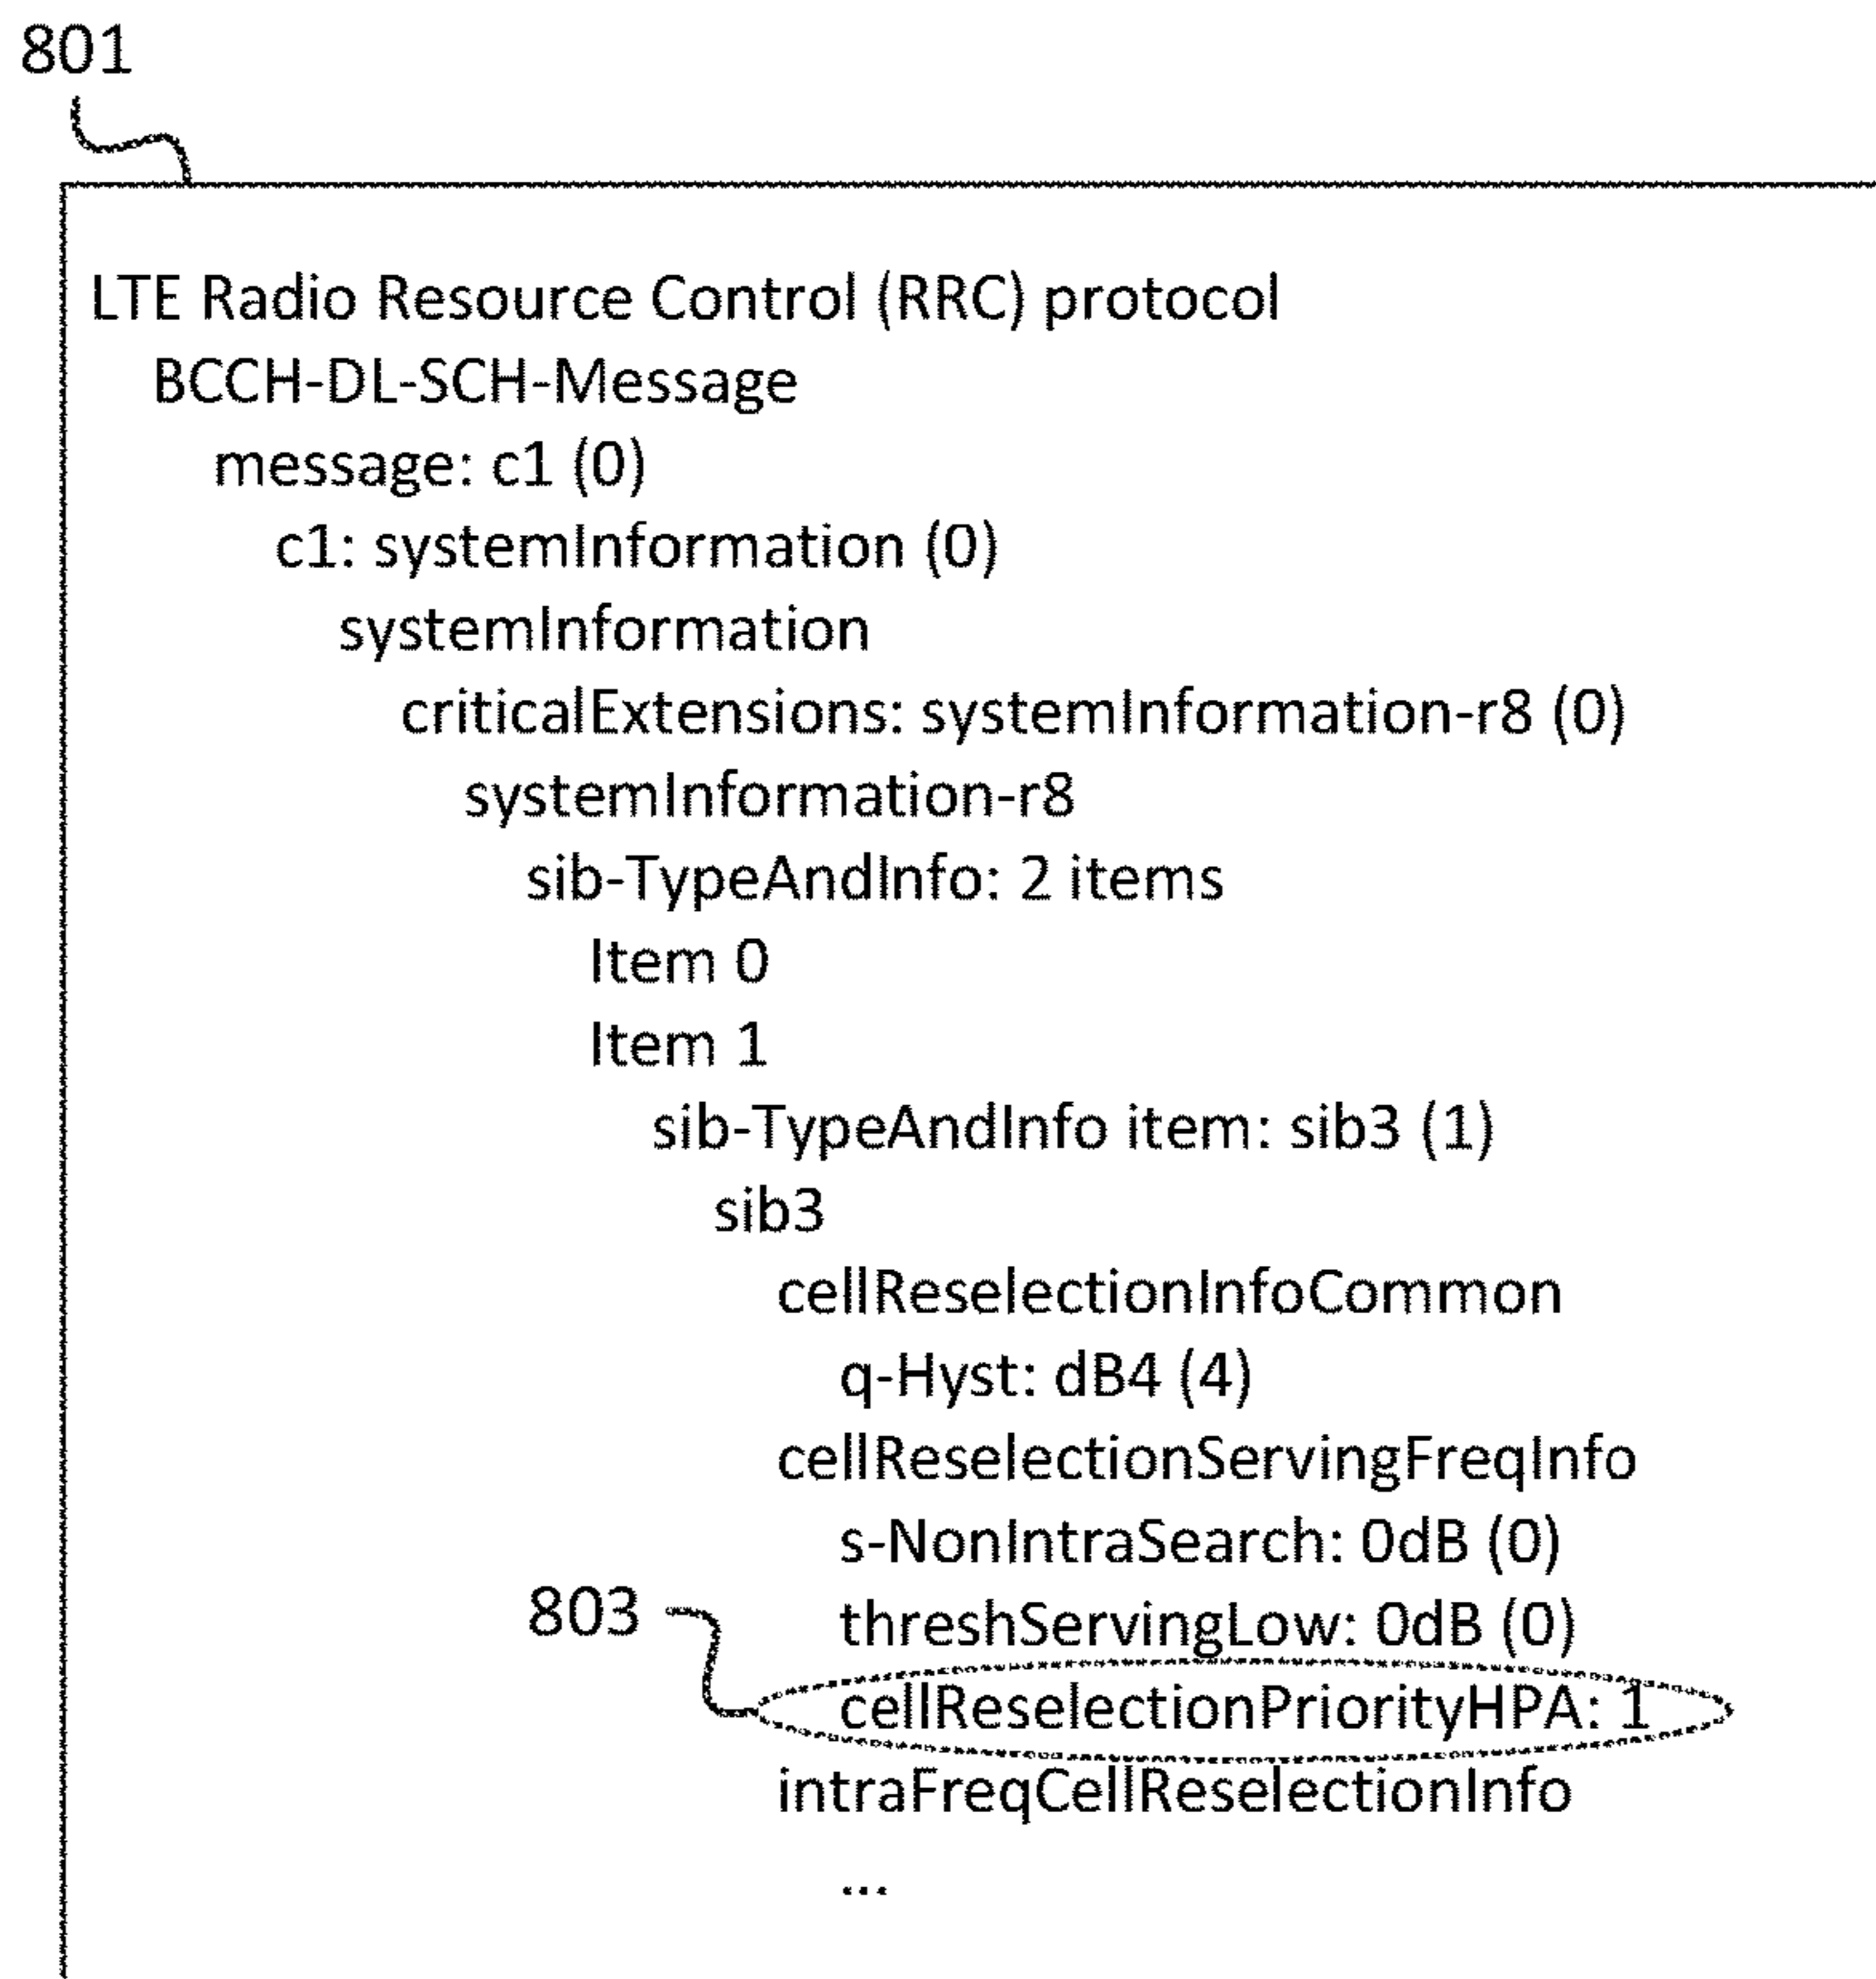 801
LTE Radio Resource Control (RRC) protocol
BCCH-DL-SCH-Message
message: c1 (0)
c1: systemInformation (0)
systemInformation
criticalExtensions: systemInformation-r8 (0)
systemInformation-r8
sib-TypeAndInfo: 2 items
Item 0
Item 1
sib-TypeAndInfo item: sib3 (1)
sib3
cellReselectionInfoCommon
q-Hyst: dB4 (4)
cellReselectionServingFreqInfo
s-NonIntraSearch: 0dB (0)
803
threshServingLow: 0dB (0)
cellReselectionPriorityHPA: 1
intraFreqCellReselectionInfo
...